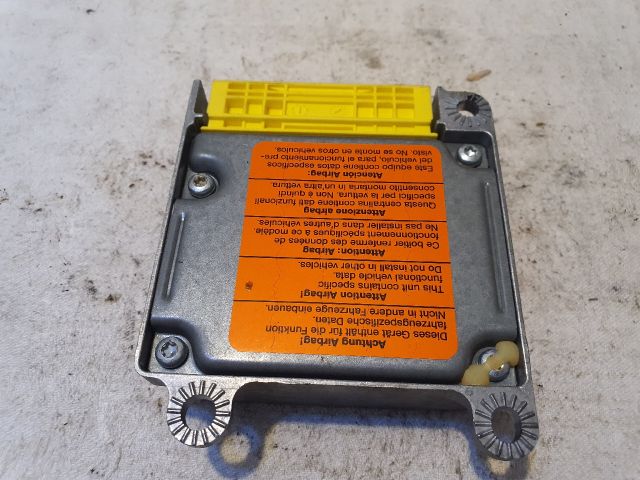 Achtung Airbag!
Dieses Gerät enthält für die Funktion
fahrzeugspezifische Daten.
Nicht in andere Fahrzeuge einbauen.
Attention Airbag!
This unit contains specific
functional vehicle data.
Do not install in other vehicles.
Attention: Airbag
Ce boîtier renferme des données de
fonctionnement spécifiques à ce modèle.
Ne pas installer dans d'autres véhicules.
Attenzione airbag
Questa centralina contiene dati funzionali
specifici per la vettura. Non è quindi
consentito montarla in un'altra vettura.
Atención Airbag:
Este equipo contiene datos específicos
del vehículo, para el funcionamiento pre-
visto. No se monte en otros vehículos.